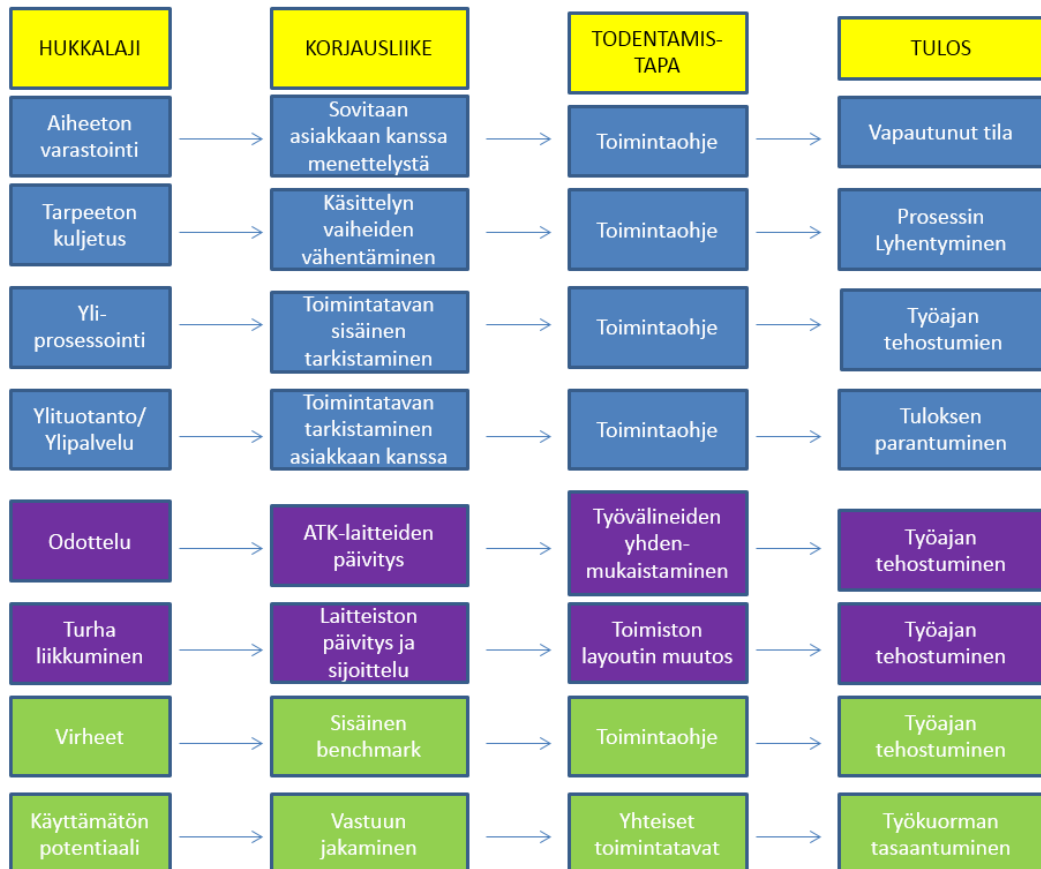 HUKKALAJI
KORJAUSLIIKE
TODENTAMIS-
TAPA
TULOS
Aiheeton
varastointi
Sovitaan
asiakkaan kanssa
menettelystä
Toimintaohje
Vapautunut tila
Tarpeeton
kuljetus
Käsittelyn
vaiheiden
vähentäminen
Toimintaohje
Prosessin
Lyhentyminen
Yli-
prosessointi
Toimintatavan
sisäinen
tarkistaminen
Toimintaohje
Työajan
tehostumien
Ylituotanto/
Ylipalvelu
Toimintatavan
tarkistaminen
asiakkaan kanssa
Toimintaohje
Tuloksen
parantuminen
Odottelu
ATK-laitteiden
päivitys
Työvälineiden
yhden-
mukaistaminen
Työajan
tehostuminen
Turha
liikkuminen
Laitteiston
päivitys ja
sijoittelu
Toimiston
layoutin muutos
Työajan
tehostuminen
Virheet
Sisäinen
benchmark
Toimintaohje
Työajan
tehostuminen
Käyttämätön
potentiaali
Vastuun
jakaminen
Yhteiset
toimintatavat
Työkuorman
tasaantuminen